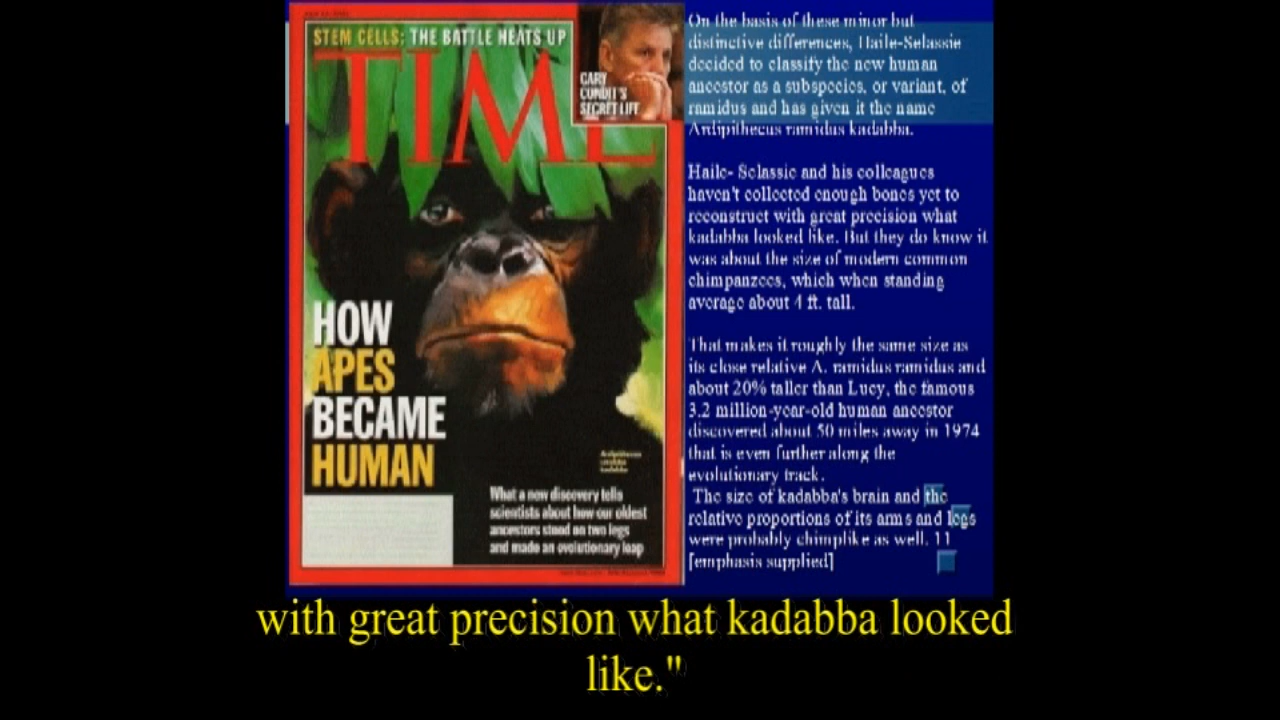 STEM CELLS: THE BATTLE HEATS UP
TIME
GARY
CONDIT'S
SECRET LIFE
HOW
APES
BECAME
HUMAN
Ardipithecus
ramidus
kadabba
What a new discovery tells
scientists about how our oldest
ancestors stood on two legs
and made an evolutionary leap
On the basis of these minor but
distinctive differences, Haile-Selassie
decided to classify the new human
ancestor as a subspecies, or variant, of
ramidus and has given it the name
Ardipithecus ramidus kadabba.
Haile- Selassie and his colleagues
haven't collected enough bones yet to
reconstruct with great precision what
kadabba looked like. But they do know it
was about the size of modern common
chimpanzees, which when standing
average about 4 ft. tall.
That makes it roughly the same size as
its close relative A. ramidus ramidus and
about 20% taller than Lucy, the famous
3.2 million-year-old human ancestor
discovered about 50 miles away in 1974
that is even further along the
evolutionary track.
The size of kadabba's brain and the
relative proportions of its arms and legs
were probably chimplike as well. 11
[emphasis supplied]
with great precision what kadabba looked
like."